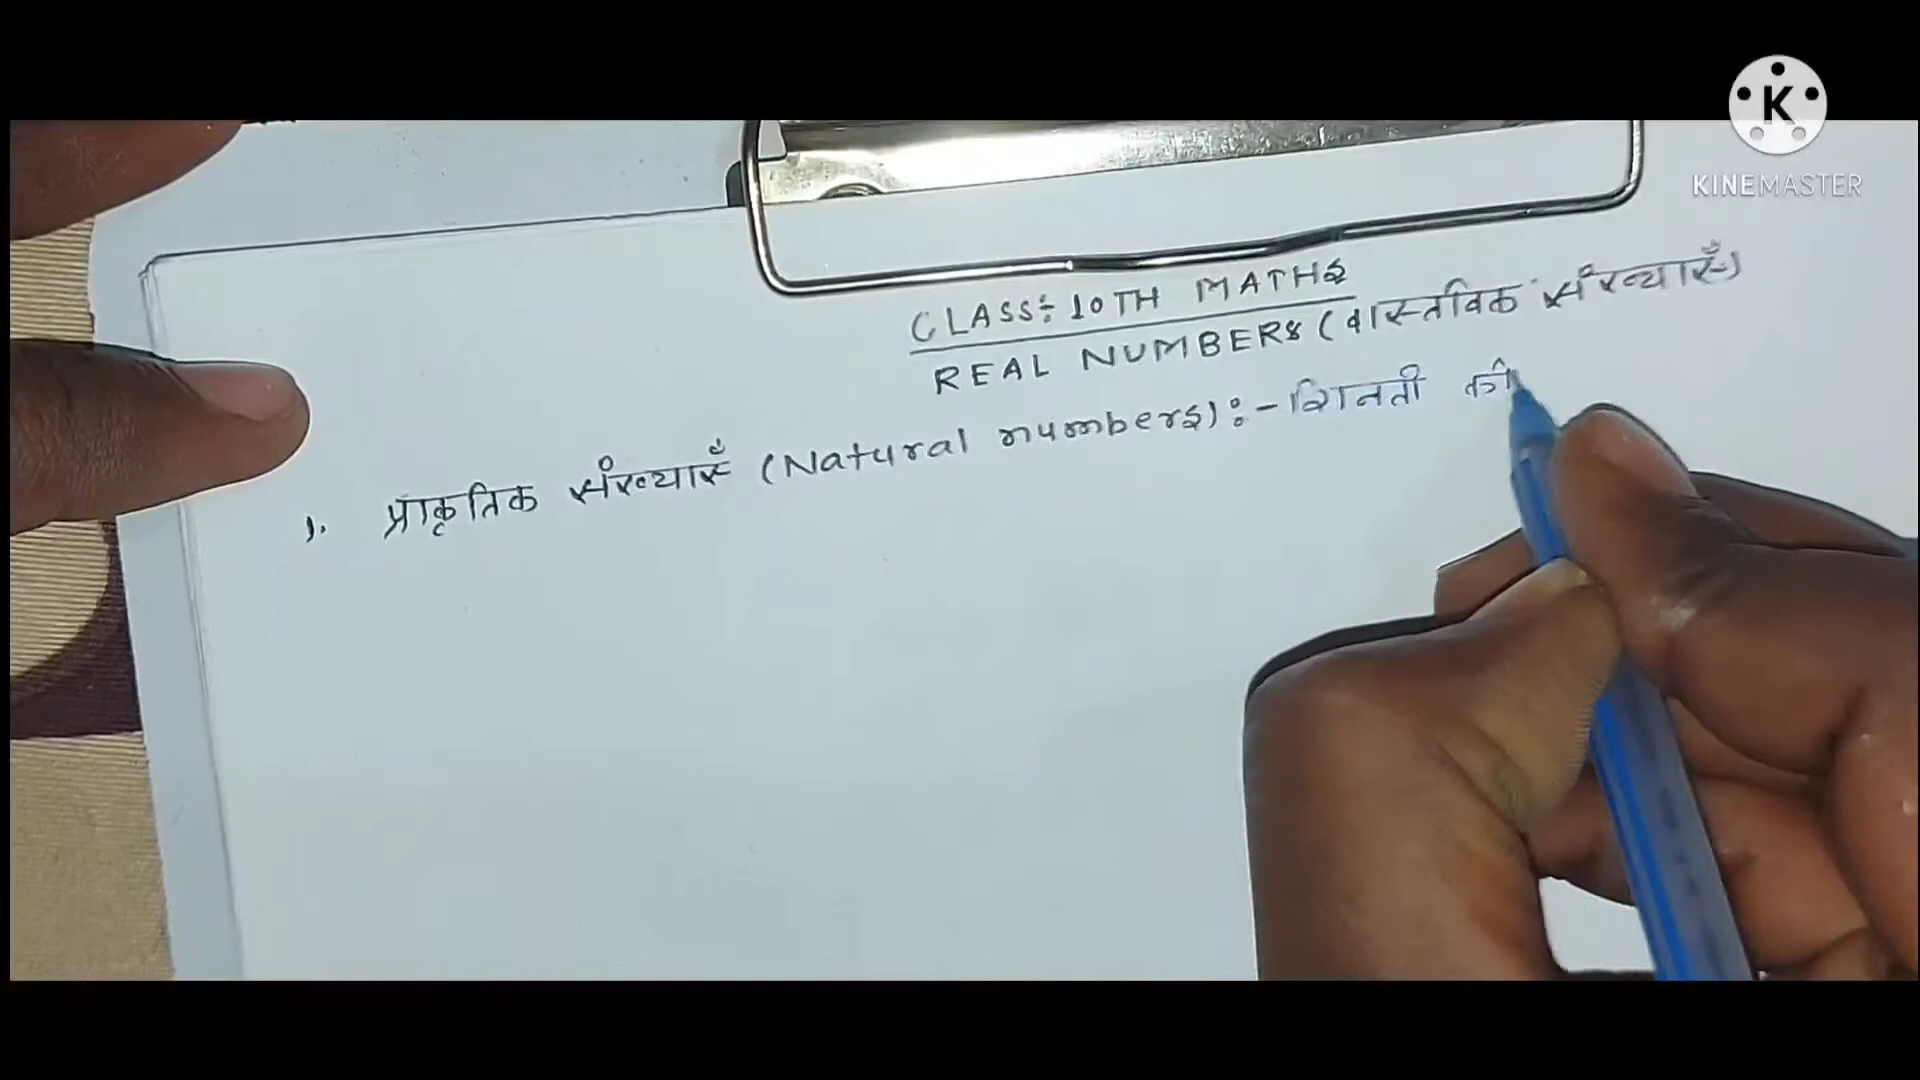 KINEMASTER
CLASS:- 10TH MATHS
REAL NUMBERS (वास्तविक संख्याएँ)
1. प्राकृतिक संख्याएँ (Natural numbers):- गिनती की